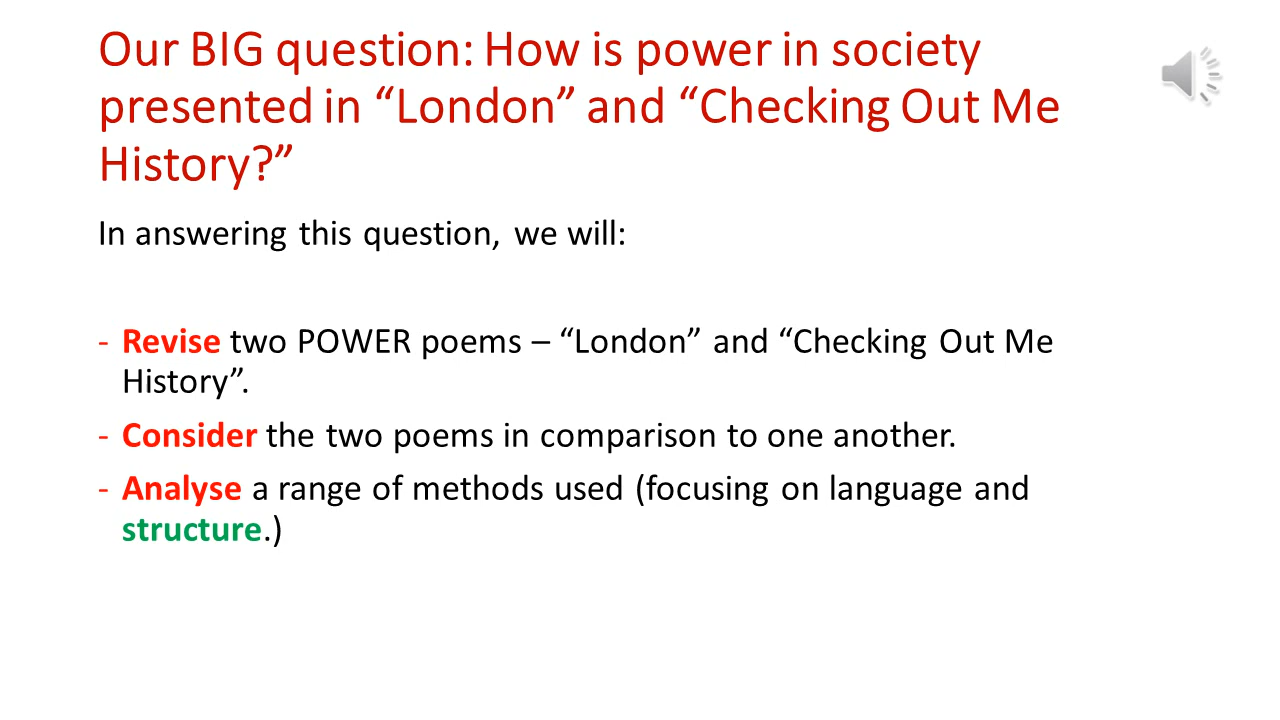 Our BIG question: How is power in society
presented in “London” and “Checking Out Me
History?”
In answering this question, we will:
- Revise two POWER poems – “London” and “Checking Out Me
History”.
- Consider the two poems in comparison to one another.
- Analyse a range of methods used (focusing on language and
structure.)